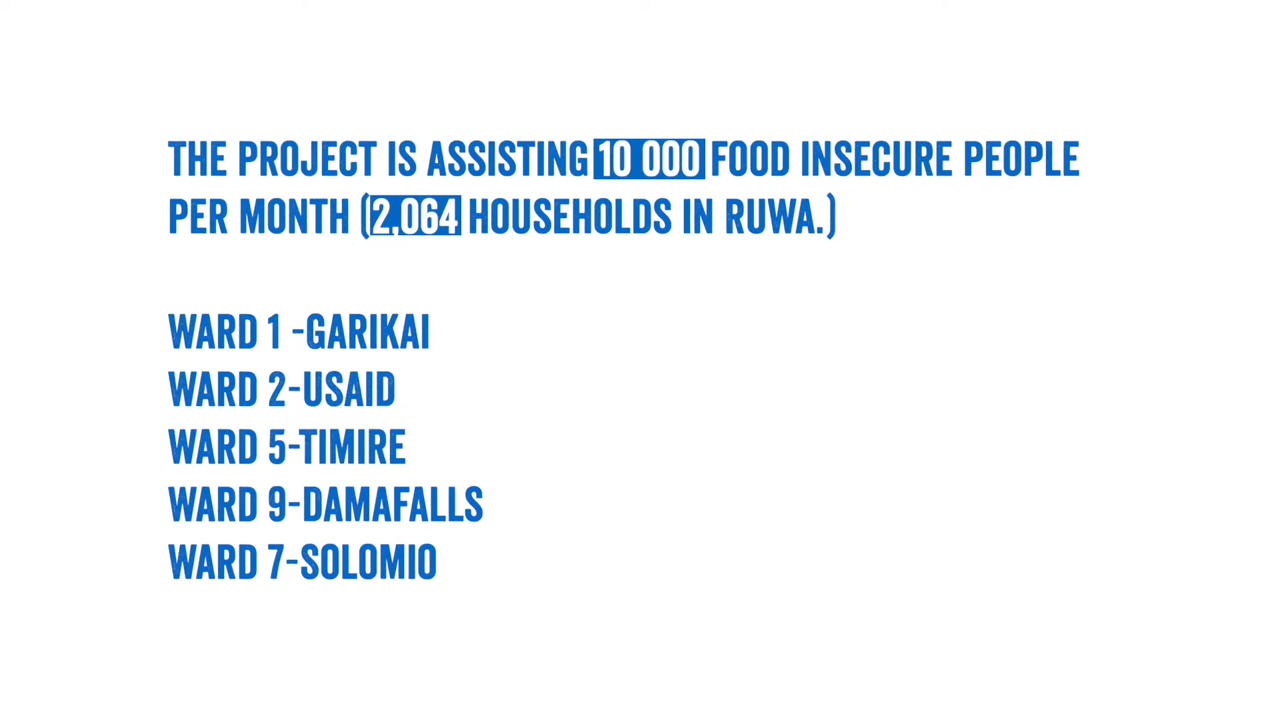 THE PROJECT IS ASSISTING 10 000 FOOD INSECURE PEOPLE
PER MONTH (2,064 HOUSEHOLDS IN RUWA.)
WARD 1 -GARIKAI
WARD 2-USAID
WARD 5-TIMIRE
WARD 9-DAMAFALLS
WARD 7-SOLOMIO